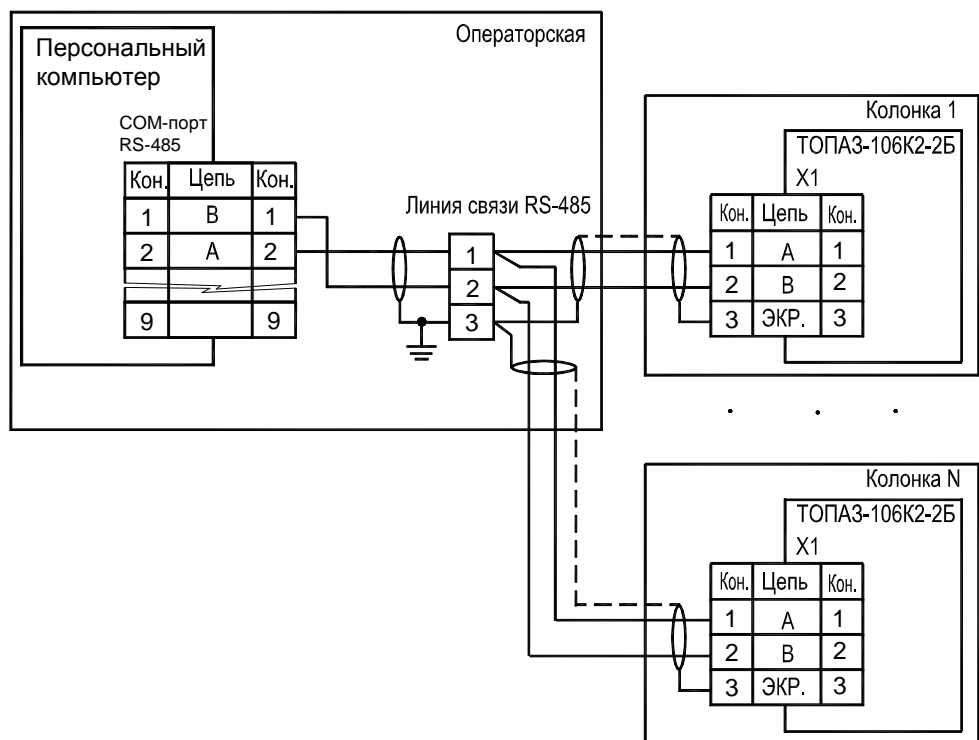 Операторская
Персональный
компьютер
COM-порт
RS-485
Кон. Цепь Кон.
1 B 1
2 A 2
9 9
Линия связи RS-485
1
2
3
Колонка 1
ТОПАЗ-106К2-2Б
X1
Кон. Цепь Кон.
1 A 1
2 B 2
3 ЭКР. 3
. . .
Колонка N
ТОПАЗ-106К2-2Б
X1
Кон. Цепь Кон.
1 A 1
2 B 2
3 ЭКР. 3